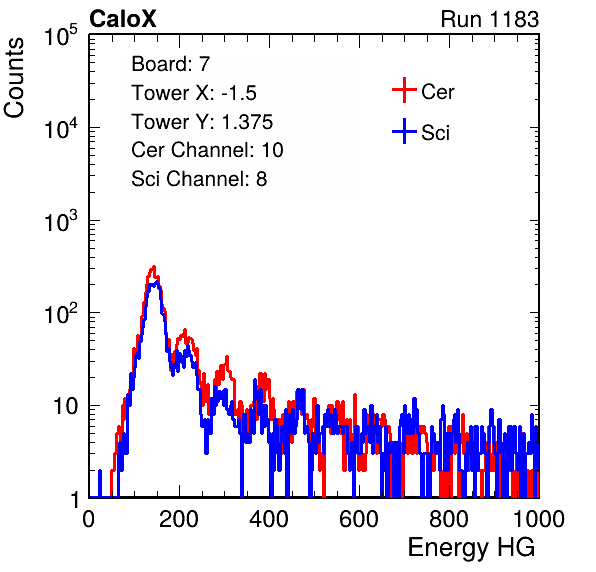 CaloX Run 1183
Counts
Board: 7
Tower X: -1.5
Tower Y: 1.375
Cer Channel: 10
Sci Channel: 8
Cer
Sci
10^5
10^4
10^3
10^2
10
1
0 200 400 600 800 1000
Energy HG